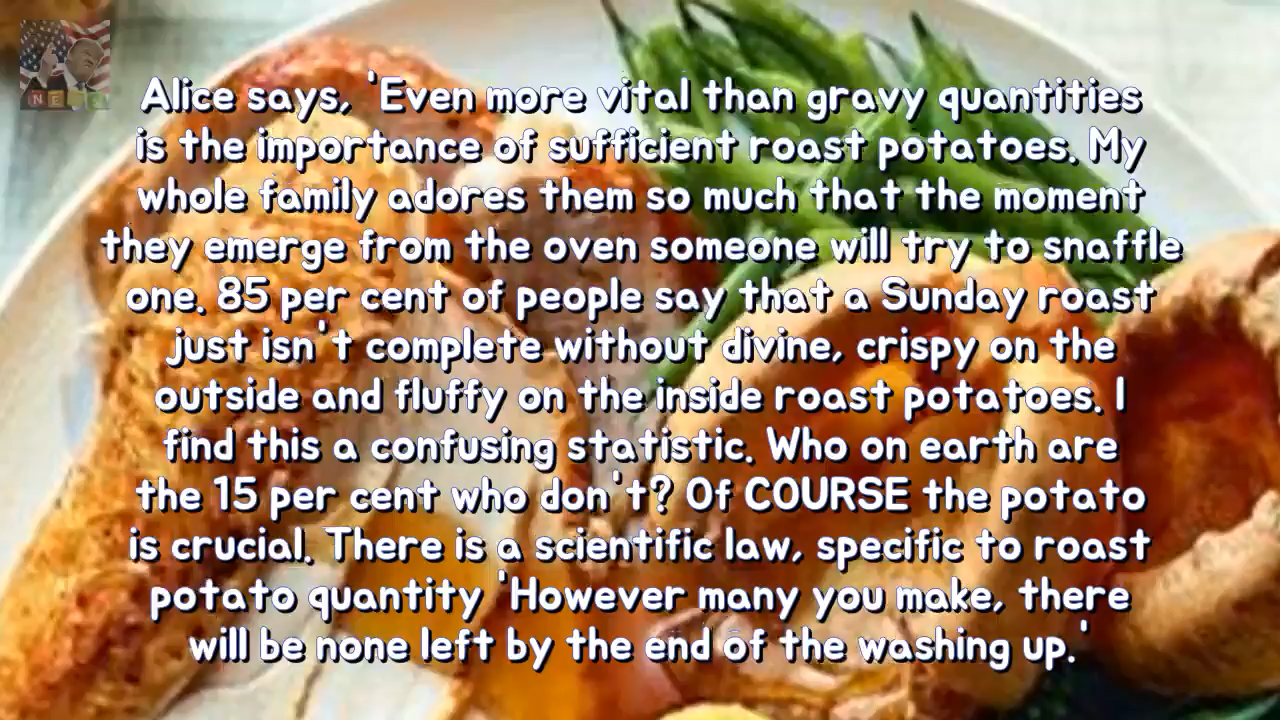 Alice says, 'Even more vital than gravy quantities
is the importance of sufficient roast potatoes. My
whole family adores them so much that the moment
they emerge from the oven someone will try to snaffle
one. 85 per cent of people say that a Sunday roast
just isn't complete without divine, crispy on the
outside and fluffy on the inside roast potatoes. I
find this a confusing statistic. Who on earth are
the 15 per cent who don't? Of COURSE the potato
is crucial. There is a scientific law, specific to roast
potato quantity 'However many you make, there
will be none left by the end of the washing up.'